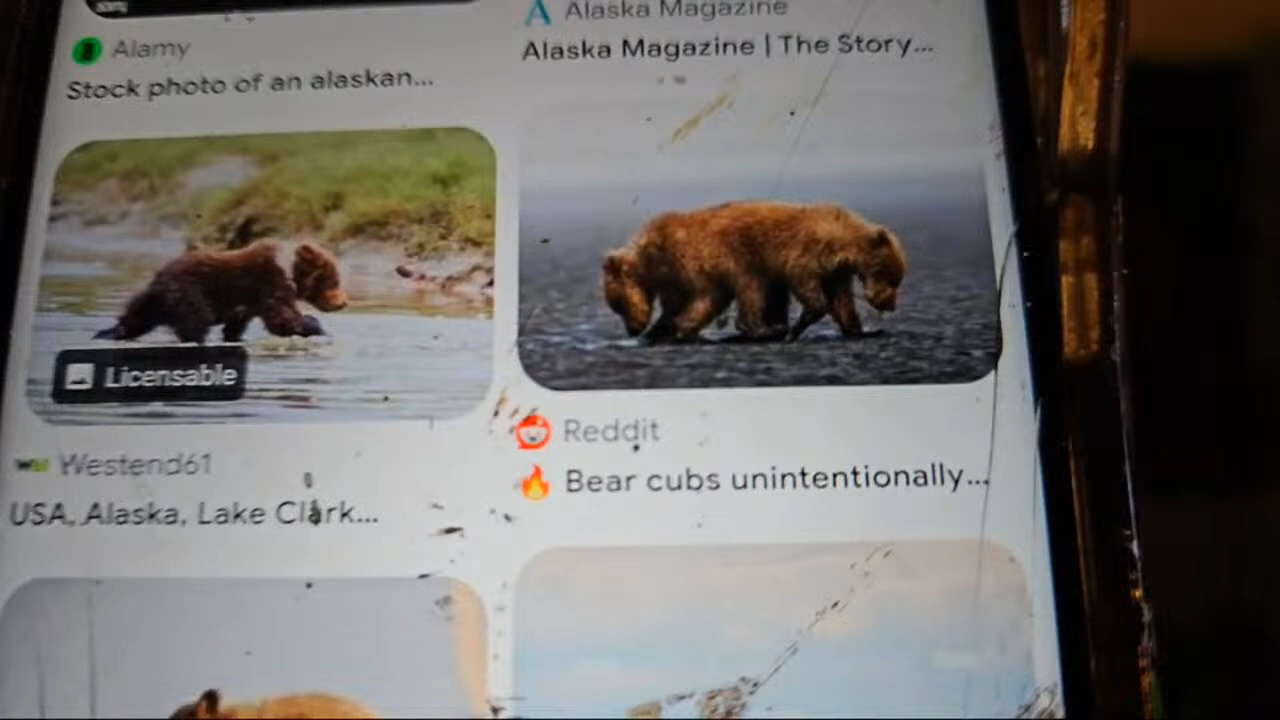 Alamy
Stock photo of an alaskan...
Alaska Magazine
Alaska Magazine | The Story...
Licensable
Westend61
USA, Alaska, Lake Clark...
Reddit
🔥 Bear cubs unintentionally...